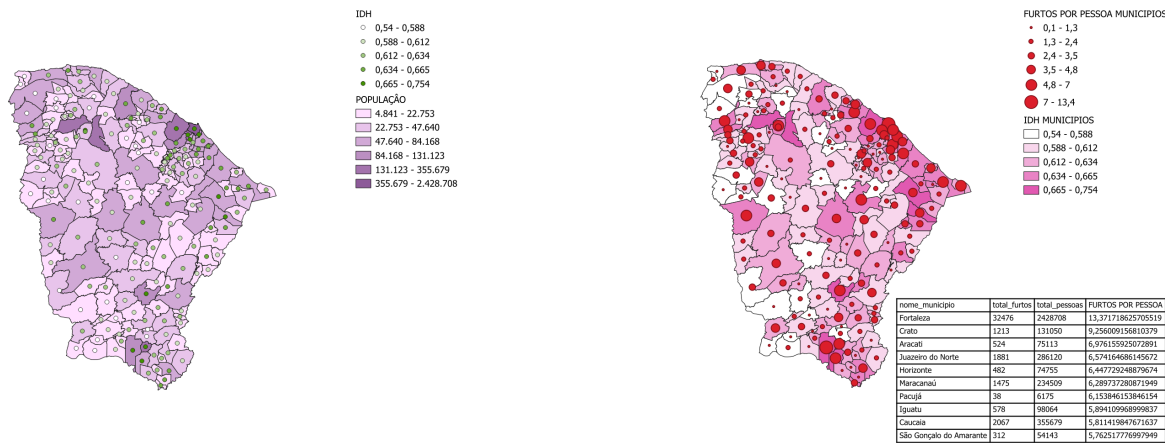 IDH
0,54 - 0,588
0,588 - 0,612
0,612 - 0,634
0,634 - 0,665
0,665 - 0,754
POPULAÇÂO
4.841 - 22.753
22.753 - 47.640
47.640 - 84.168
84.168 - 131.123
131.123 - 355.679
355.679 - 2.428.708
FURTOS POR PESSOA MUNICIPIOS
0,1 - 1,3
1,3 - 2,4
2,4 - 3,5
3,5 - 4,8
4,8 - 7
7 - 13,4
IDH MUNICIPIOS
0,54 - 0,588
0,588 - 0,612
0,612 - 0,634
0,634 - 0,665
0,665 - 0,754
nome_municipio total_furtos total_pessoas FURTOS POR PESSOA
Fortaleza 32476 2428708 13,371718625705519
Crato 1213 131050 9,256009156810379
Aracati 524 75113 6,976155925072891
Juazeiro do Norte 1881 286120 6,574164686145672
Horizonte 482 74755 6,447729248879674
Maracanaú 1475 234509 6,289737280871949
Pacujá 38 6175 6,153846153846154
Iguatu 578 98064 5,894109968999837
Caucaia 2067 355679 5,811419847671637
São Gonçalo do Amarante 312 54143 5,762517776997949